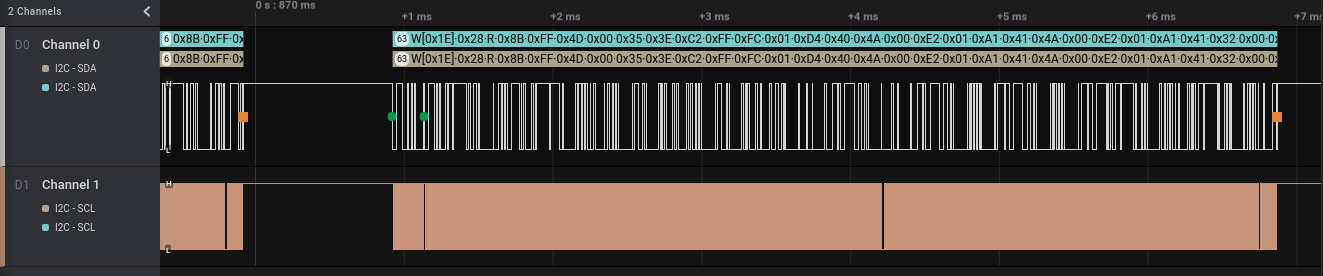 2 Channels
0 s : 870 ms
+1 ms
+2 ms
+3 ms
+4 ms
+5 ms
+6 ms
+7 m
D0 Channel 0
I2C - SDA
I2C - SDA
6 0x8B·0xFF·0x
63 W[0x1E]·0x28·R·0x8B·0xFF·0x4D·0x00·0x35·0x3E·0xC2·0xFF·0xFC·0x01·0xD4·0x40·0x4A·0x00·0xE2·0x01·0xA1·0x41·0x4A·0x00·0xE2·0x01·0xA1·0x41·0x32·0x00·0
6 0x8B·0xFF·0x
63 W[0x1E]·0x28·R·0x8B·0xFF·0x4D·0x00·0x35·0x3E·0xC2·0xFF·0xFC·0x01·0xD4·0x40·0x4A·0x00·0xE2·0x01·0xA1·0x41·0x4A·0x00·0xE2·0x01·0xA1·0x41·0x32·0x00·0
H
L
D1 Channel 1
I2C - SCL
I2C - SCL
H
L